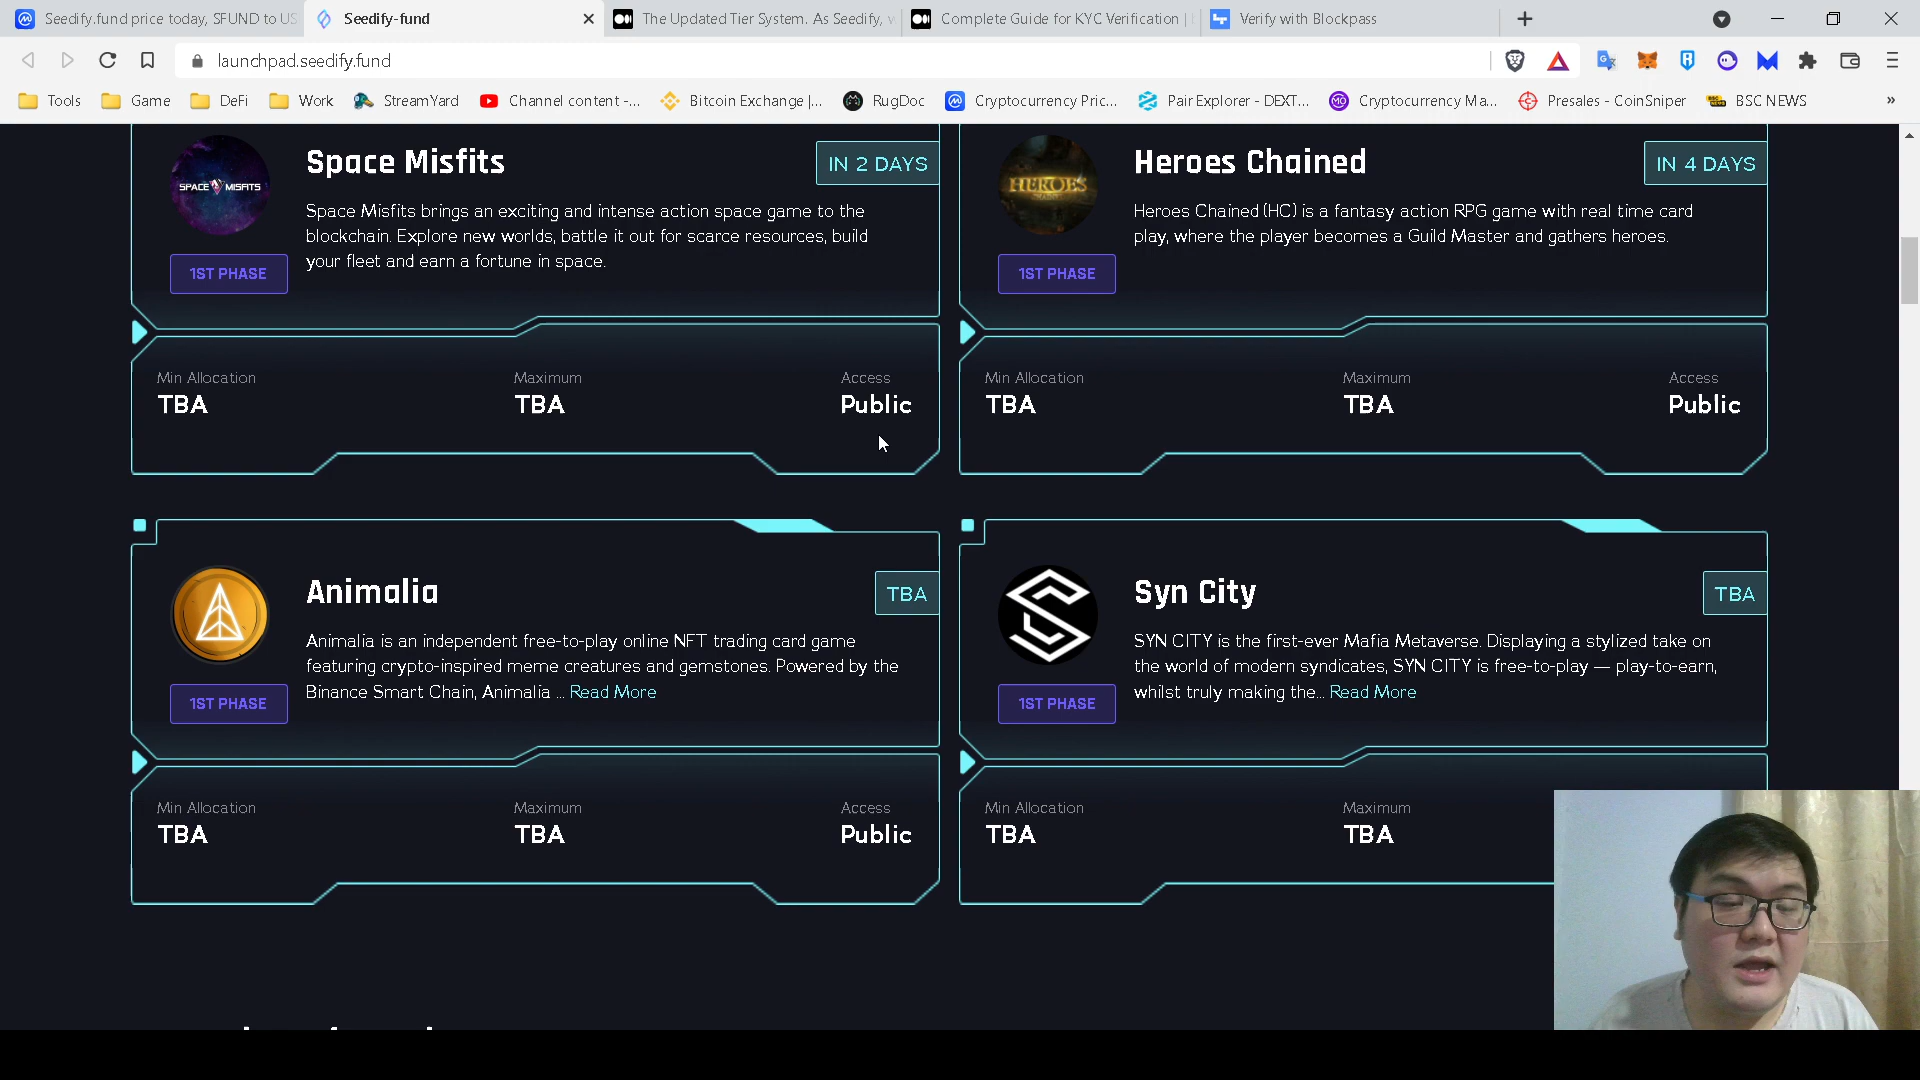 Seedify.fund price today, SFUND to US
Seedify-fund
The Updated Tier System. As Seedify, w
Complete Guide for KYC Verification | b
Verify with Blockpass
launchpad.seedify.fund
Tools
Game
DeFi
Work
StreamYard
Channel content -...
Bitcoin Exchange |...
RugDoc
Cryptocurrency Pric...
Pair Explorer - DEXT...
Cryptocurrency Ma...
Presales - CoinSniper
BSC NEWS
»
SPACE MISFITS
Space Misfits
IN 2 DAYS
Space Misfits brings an exciting and intense action space game to the
blockchain. Explore new worlds, battle it out for scarce resources, build
your fleet and earn a fortune in space.
1ST PHASE
Min Allocation
TBA
Maximum
TBA
Access
Public
HEROES
Heroes Chained
IN 4 DAYS
Heroes Chained (HC) is a fantasy action RPG game with real time card
play, where the player becomes a Guild Master and gathers heroes.
1ST PHASE
Min Allocation
TBA
Maximum
TBA
Access
Public
Animalia
TBA
Animalia is an independent free-to-play online NFT trading card game
featuring crypto-inspired meme creatures and gemstones. Powered by the
Binance Smart Chain, Animalia ... Read More
1ST PHASE
Min Allocation
TBA
Maximum
TBA
Access
Public
Syn City
TBA
SYN CITY is the first-ever Mafia Metaverse. Displaying a stylized take on
the world of modern syndicates, SYN CITY is free-to-play — play-to-earn,
whilst truly making the... Read More
1ST PHASE
Min Allocation
TBA
Maximum
TBA